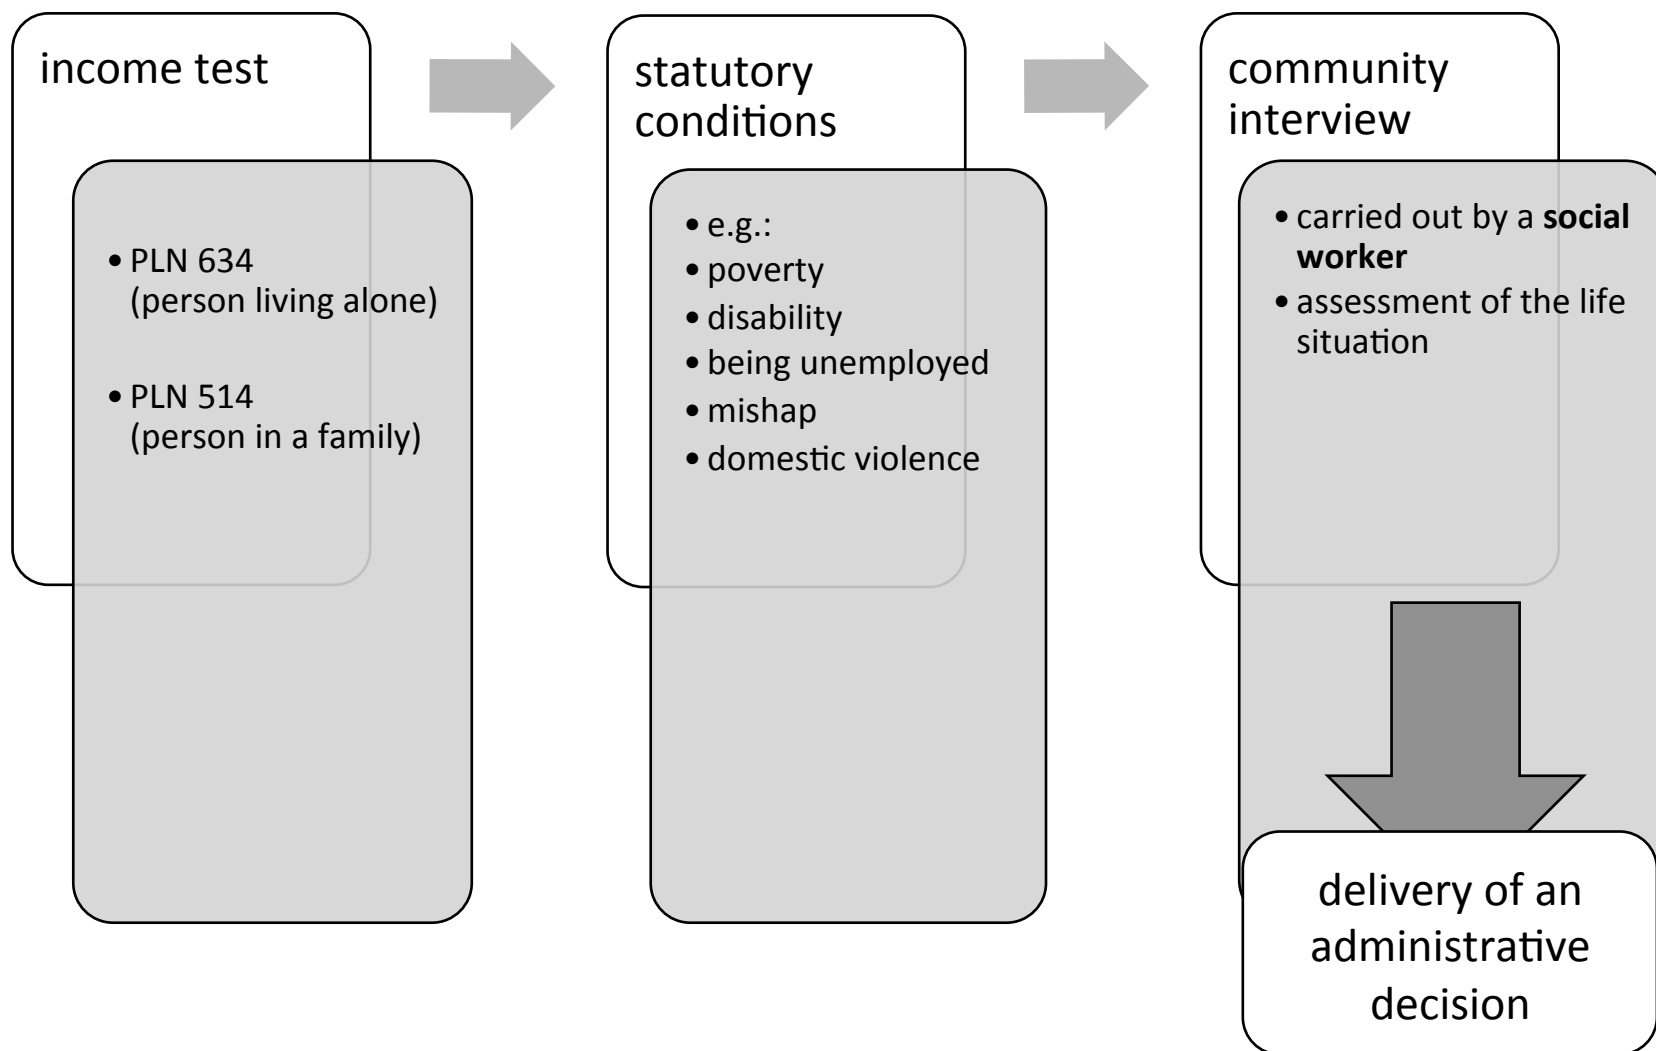 income test
• PLN 634
(person living alone)
• PLN 514
(person in a family)
statutory
conditions
• e.g.:
• poverty
• disability
• being unemployed
• mishap
• domestic violence
community
interview
• carried out by a social
worker
• assessment of the life
situation
delivery of an
administrative
decision